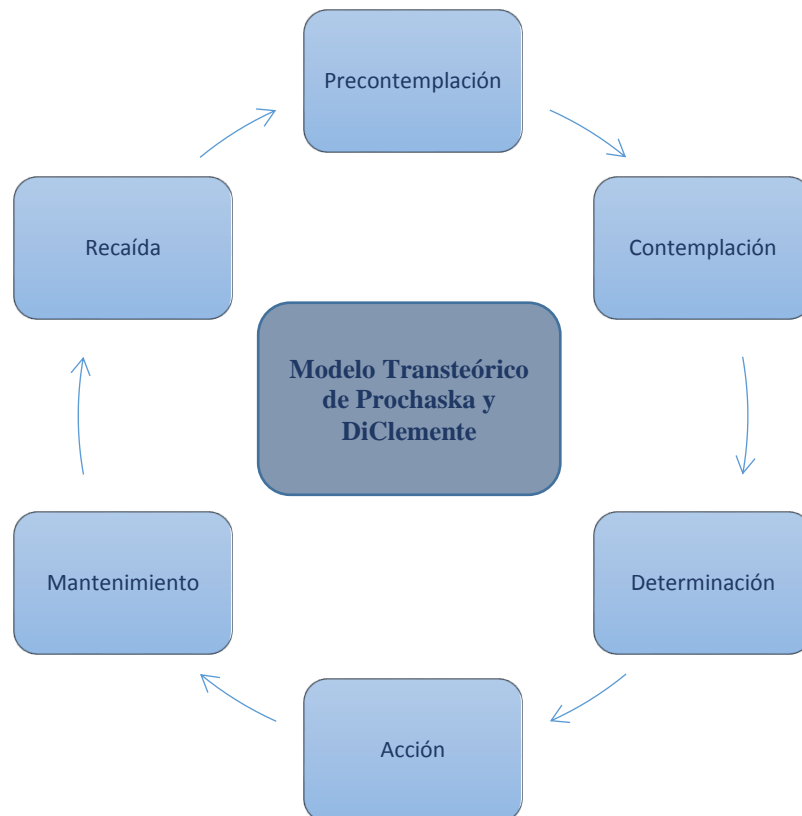 Precontemplación
Contemplación
Determinación
Acción
Mantenimiento
Recaída
Modelo Transteórico
de Prochaska y
DiClemente